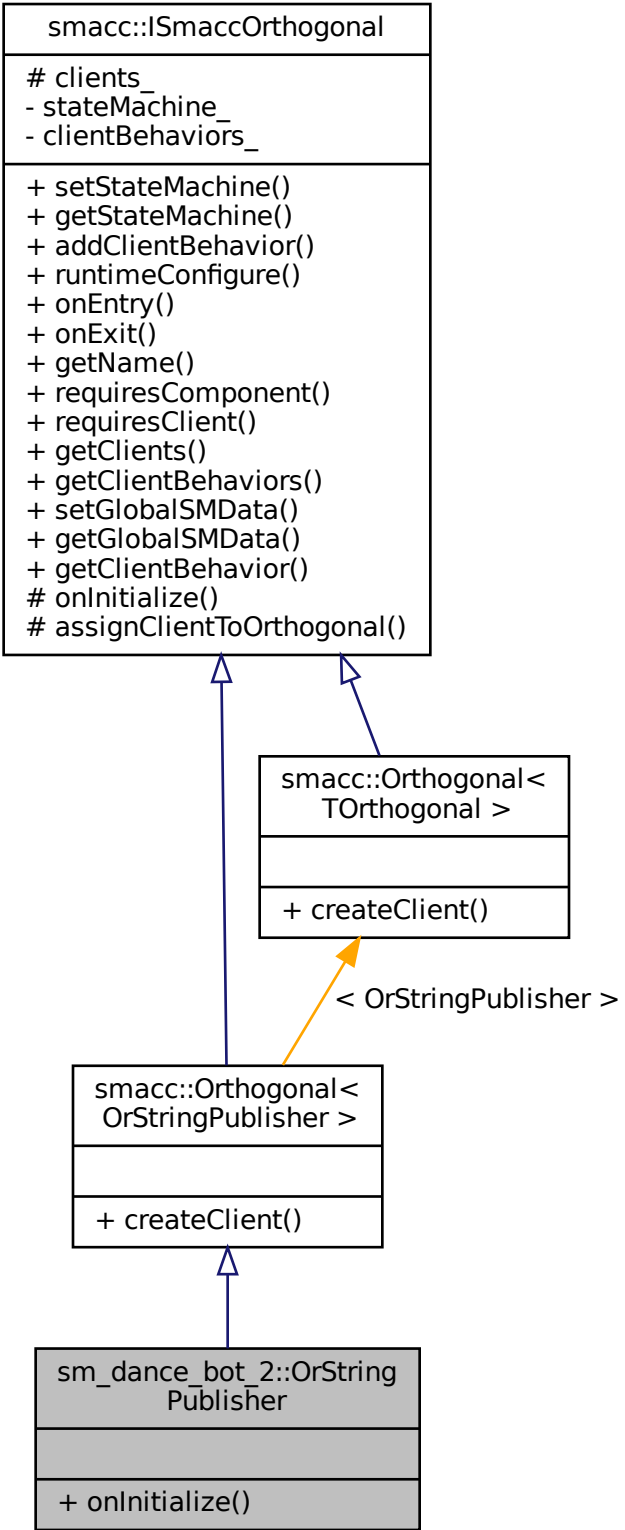 smacc::ISmaccOrthogonal
# clients_
- stateMachine_
- clientBehaviors_
+ setStateMachine()
+ getStateMachine()
+ addClientBehavior()
+ runtimeConfigure()
+ onEntry()
+ onExit()
+ getName()
+ requiresComponent()
+ requiresClient()
+ getClients()
+ getClientBehaviors()
+ setGlobalSMData()
+ getGlobalSMData()
+ getClientBehavior()
# onInitialize()
# assignClientToOrthogonal()
smacc::Orthogonal<
TOrthogonal >
+ createClient()
< OrStringPublisher >
smacc::Orthogonal<
OrStringPublisher >
+ createClient()
sm_dance_bot_2::OrString
Publisher
+ onInitialize()